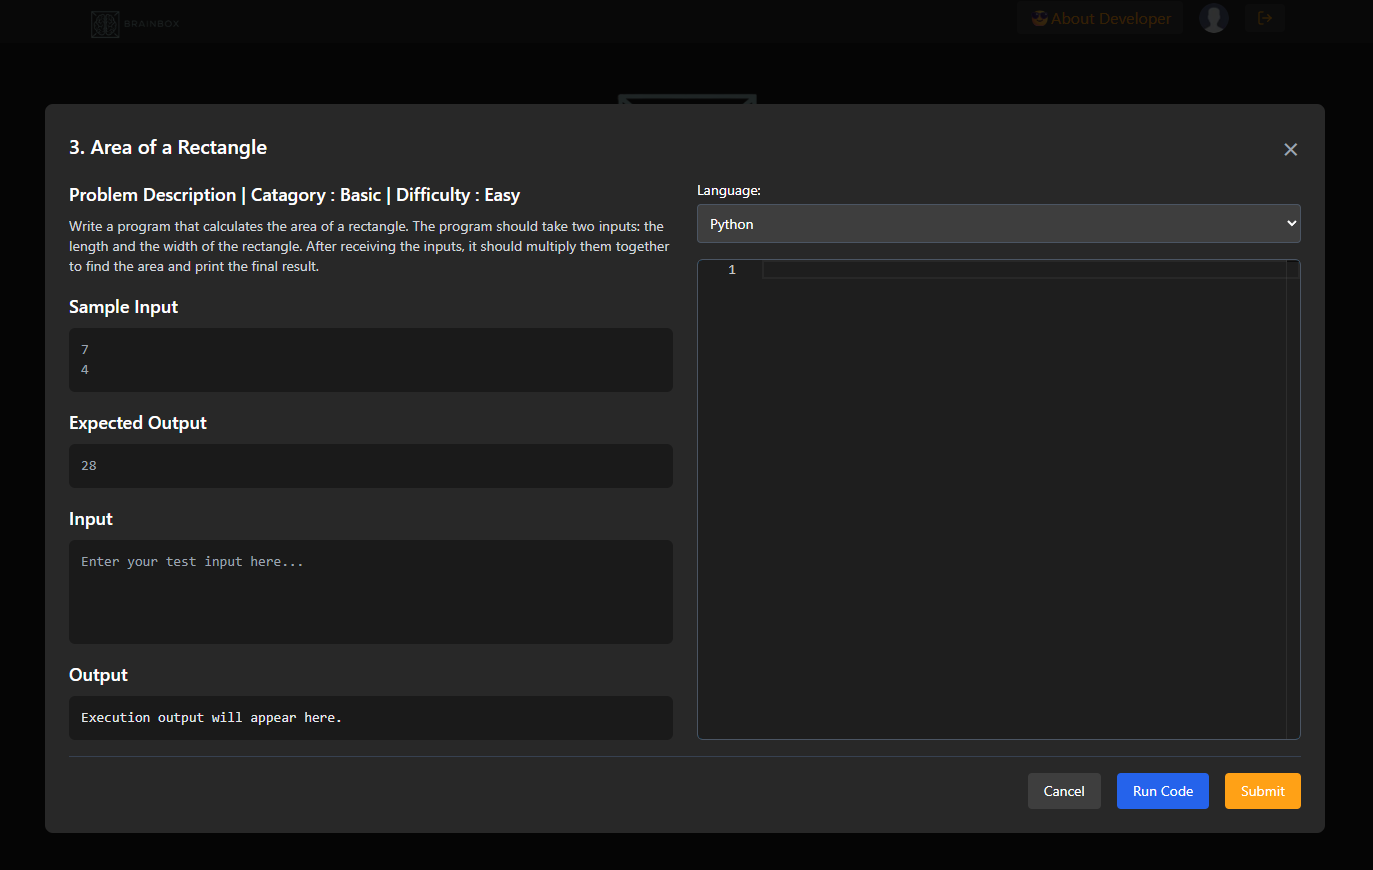 BRAINBOX
About Developer
3. Area of a Rectangle
Problem Description | Catagory : Basic | Difficulty : Easy
Write a program that calculates the area of a rectangle. The program should take two inputs: the
length and the width of the rectangle. After receiving the inputs, it should multiply them together
to find the area and print the final result.
Sample Input
7
4
Expected Output
28
Input
Enter your test input here...
Output
Execution output will appear here.
Language:
Python
1
Cancel
Run Code
Submit